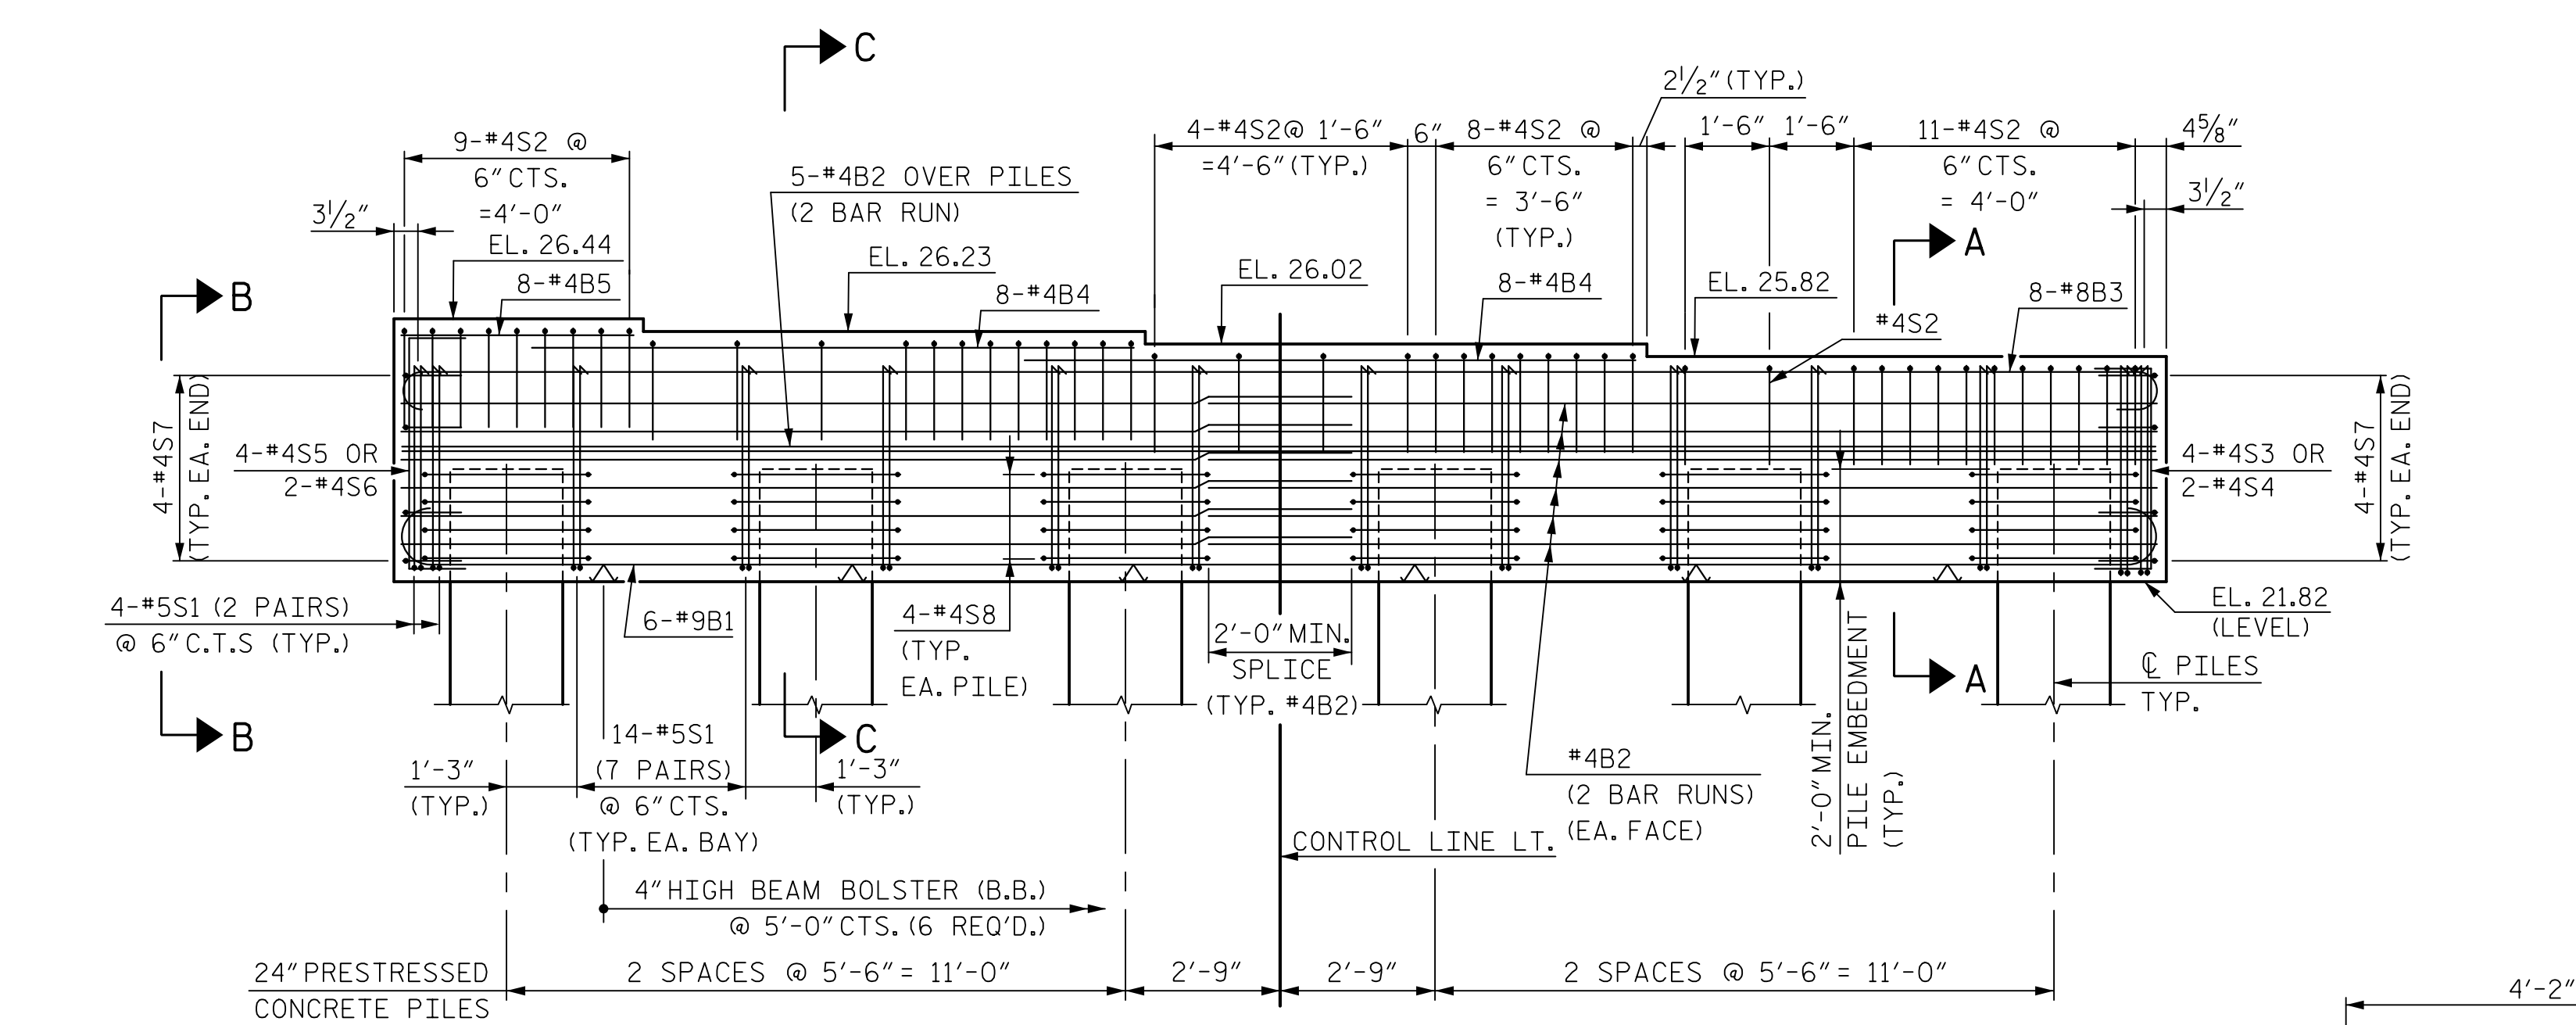 C
2½" (TYP.)
9-#4S2 @
6" CTS.
=4'-0"
3½"
EL. 26.44
8-#4B5
5-#4B2 OVER PILES
(2 BAR RUN)
EL. 26.23
8-#4B4
4-#4S2@ 1'-6"
=4'-6" (TYP.)
6"
8-#4S2 @
6" CTS.
= 3'-6"
(TYP.)
EL. 26.02
8-#4B4
1'-6"
1'-6"
11-#4S2 @
6" CTS.
= 4'-0"
4⅝"
3½"
A
EL. 25.82
#4S2
8-#8B3
B
4-#4S7
(TYP. EA. END)
4-#4S5 OR
2-#4S6
4-#4S3 OR
2-#4S4
4-#4S7
(TYP. EA. END)
4-#5S1 (2 PAIRS)
@ 6" C.T.S (TYP.)
6-#9B1
4-#4S8
(TYP.
EA. PILE)
2'-0" MIN.
SPLICE
(TYP. #4B2)
EL. 21.82
(LEVEL)
℄ PILES
TYP.
A
B
C
14-#5S1
(7 PAIRS)
@ 6" CTS.
(TYP. EA. BAY)
1'-3"
(TYP.)
1'-3"
(TYP.)
#4B2
(2 BAR RUNS)
(EA. FACE)
2'-0" MIN.
PILE EMBEDMENT
(TYP.)
CONTROL LINE LT.
4" HIGH BEAM BOLSTER (B.B.)
@ 5'-0" CTS. (6 REQ'D.)
24" PRESTRESSED
CONCRETE PILES
2 SPACES @ 5'-6" = 11'-0"
2'-9"
2'-9"
2 SPACES @ 5'-6" = 11'-0"
4'-2"